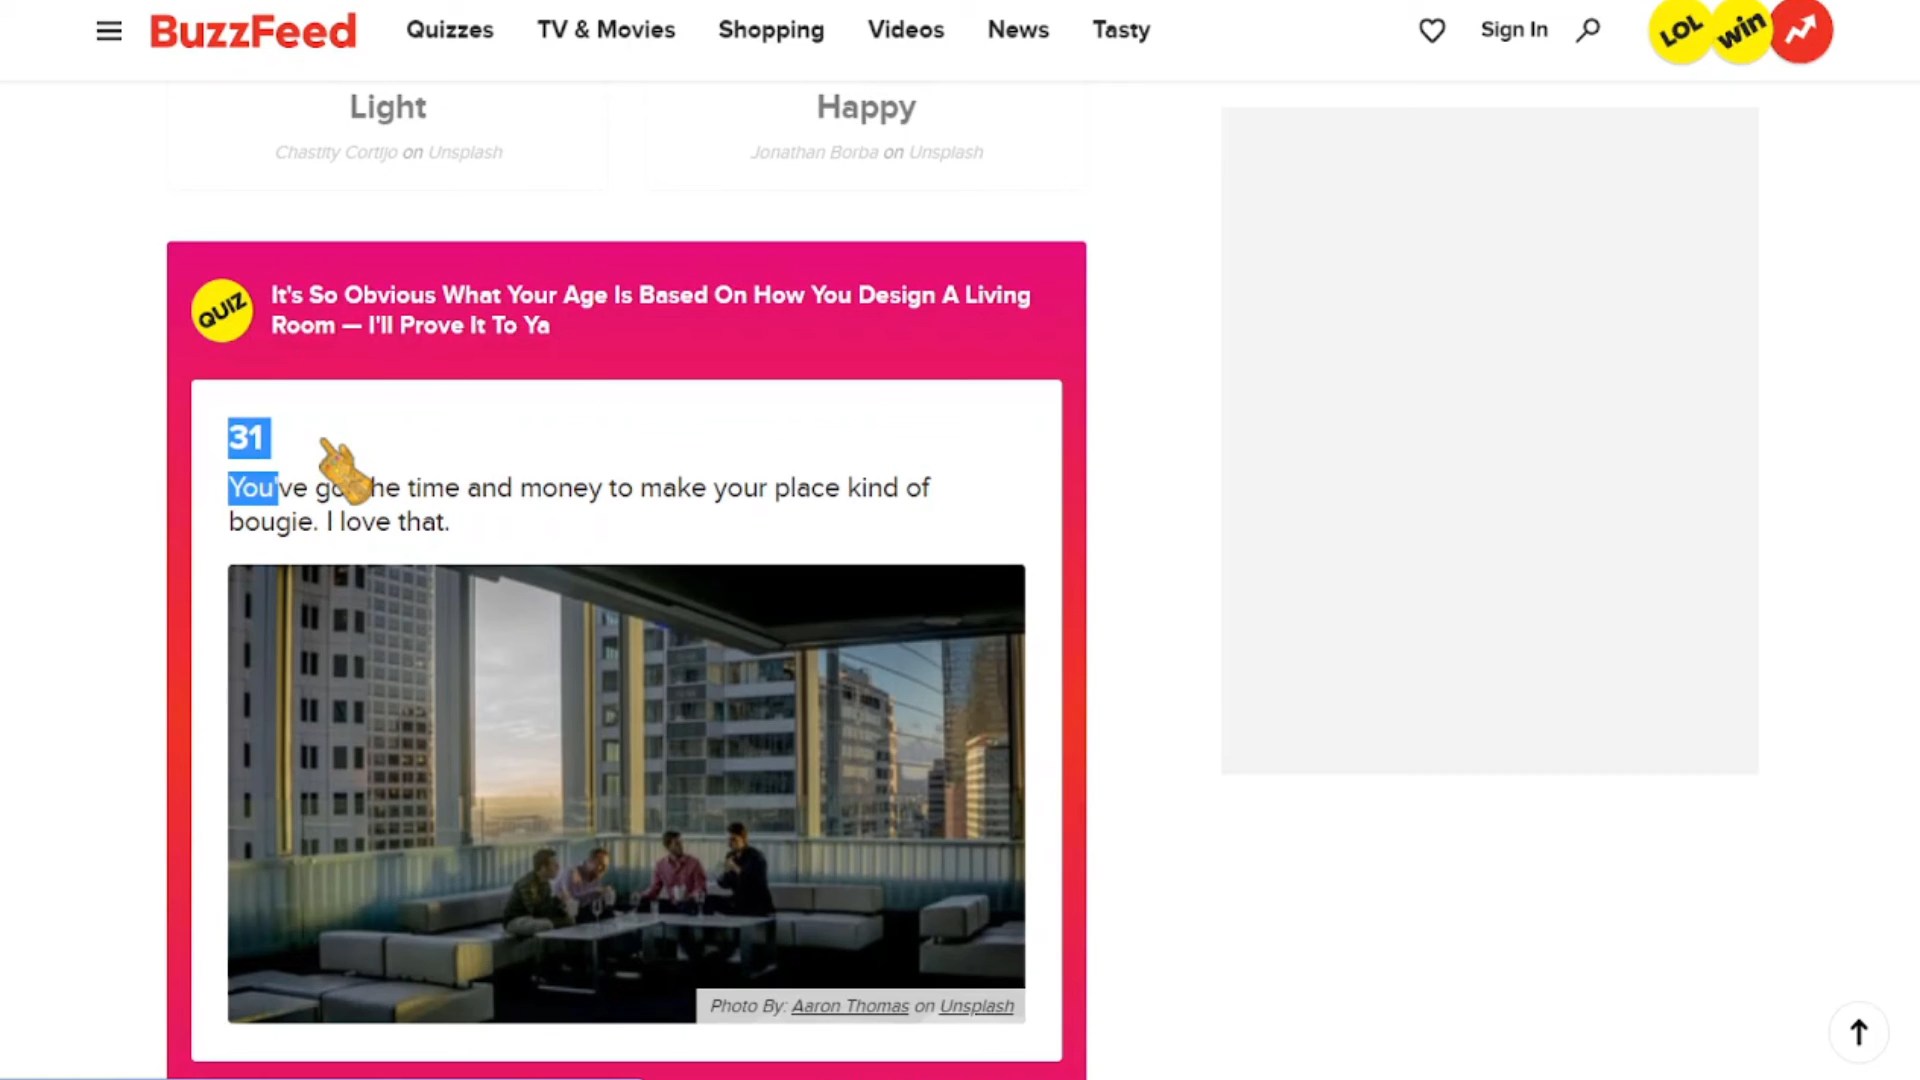 BuzzFeed Quizzes TV & Movies Shopping Videos News Tasty Sign In LOL win
Light
Chastity Cortijo on Unsplash
Happy
Jonathan Borba on Unsplash
QUIZ
It's So Obvious What Your Age Is Based On How You Design A Living
Room — I'll Prove It To Ya
31
You've got the time and money to make your place kind of
bougie. I love that.
Photo By: Aaron Thomas on Unsplash